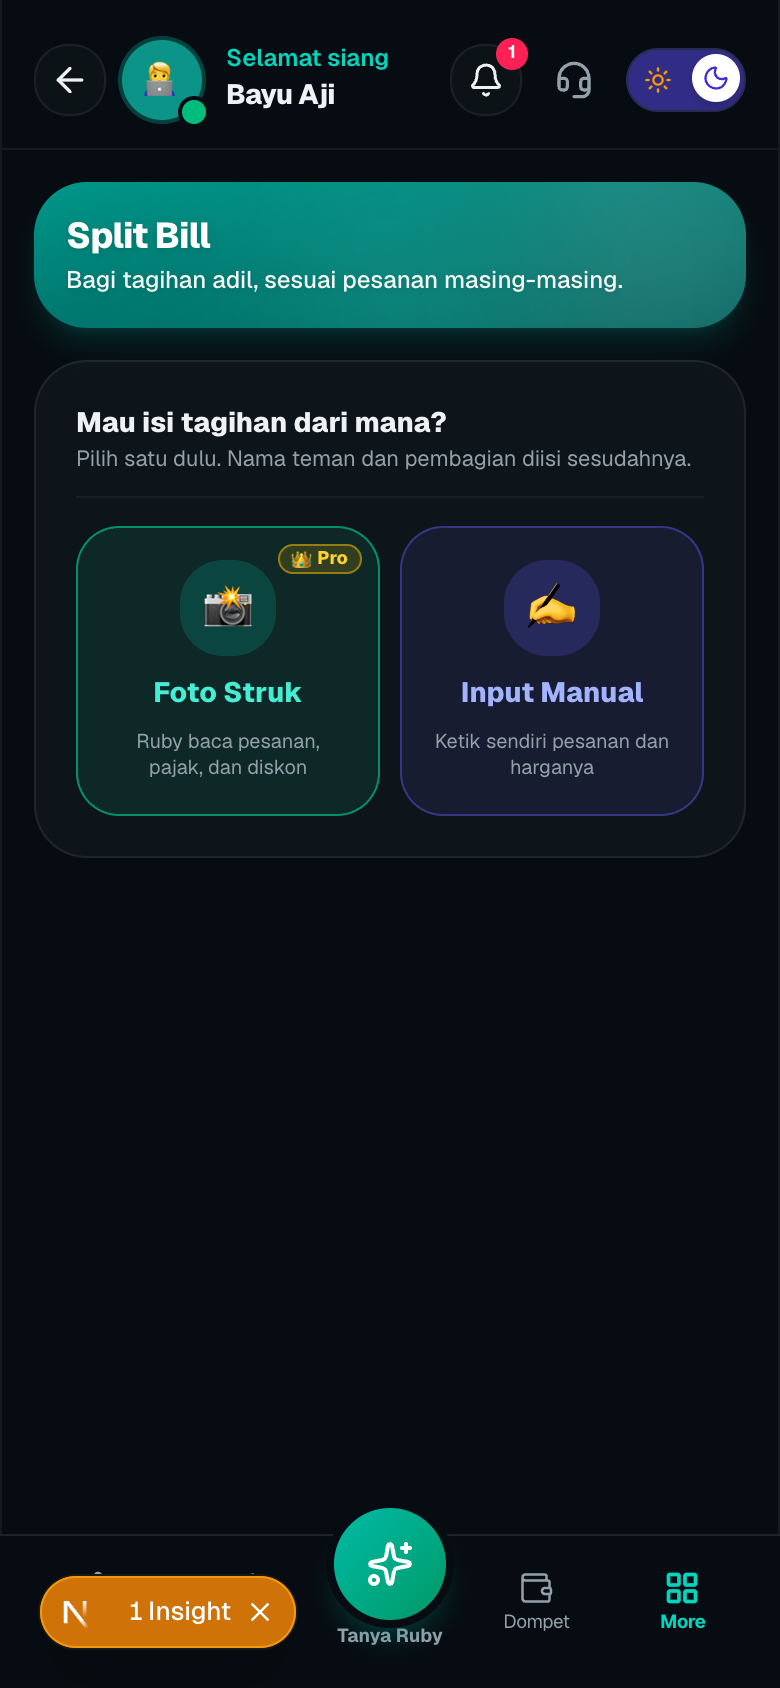 Selamat siang
Bayu Aji
1
Split Bill
Bagi tagihan adil, sesuai pesanan masing-masing.
Mau isi tagihan dari mana?
Pilih satu dulu. Nama teman dan pembagian diisi sesudahnya.
Pro
Foto Struk
Ruby baca pesanan,
pajak, dan diskon
Input Manual
Ketik sendiri pesanan dan
harganya
N
1 Insight
Tanya Ruby
Dompet
More